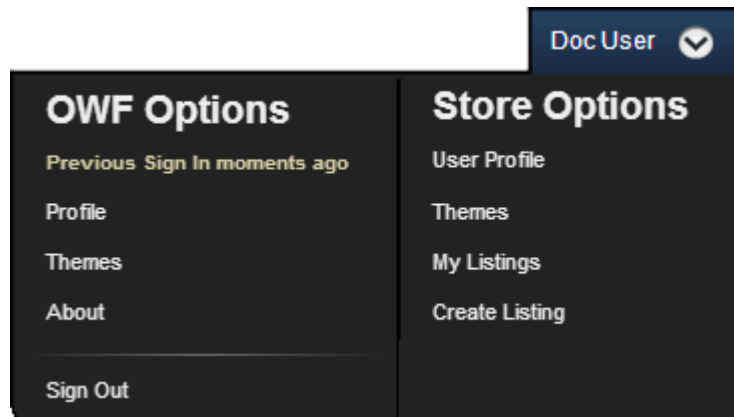 Doc User
OWF Options
Previous Sign In moments ago
Profile
Themes
About
Sign Out
Store Options
User Profile
Themes
My Listings
Create Listing